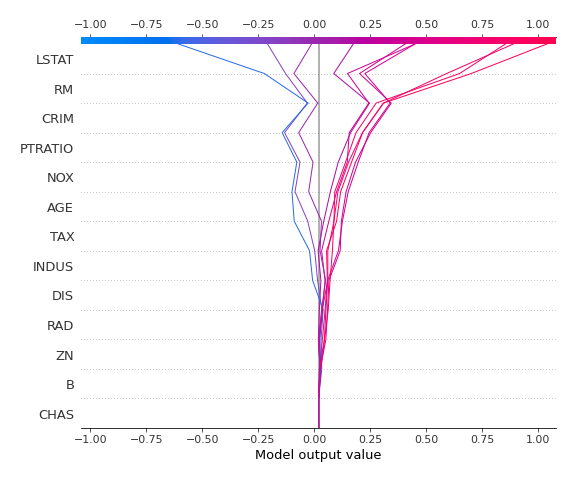 −1.00 −0.75 −0.50 −0.25 0.00 0.25 0.50 0.75 1.00
LSTAT
RM
CRIM
PTRATIO
NOX
AGE
TAX
INDUS
DIS
RAD
ZN
B
CHAS
−1.00 −0.75 −0.50 −0.25 0.00 0.25 0.50 0.75 1.00
Model output value